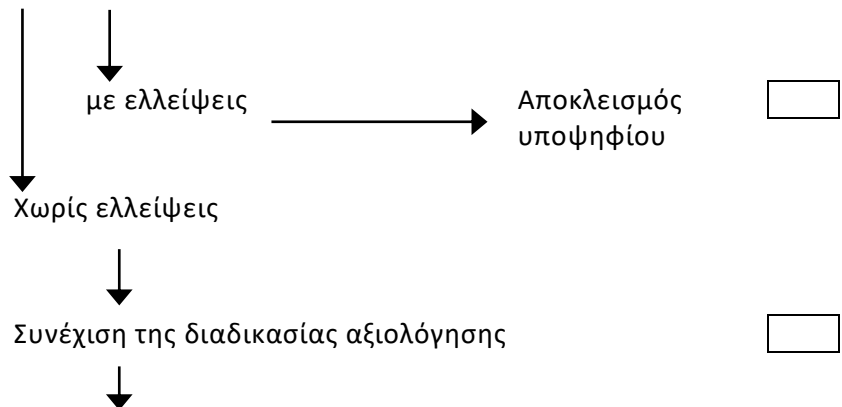 με ελλείψεις
Αποκλεισμός
υποψηφίου
Χωρίς ελλείψεις
Συνέχιση της διαδικασίας αξιολόγησης